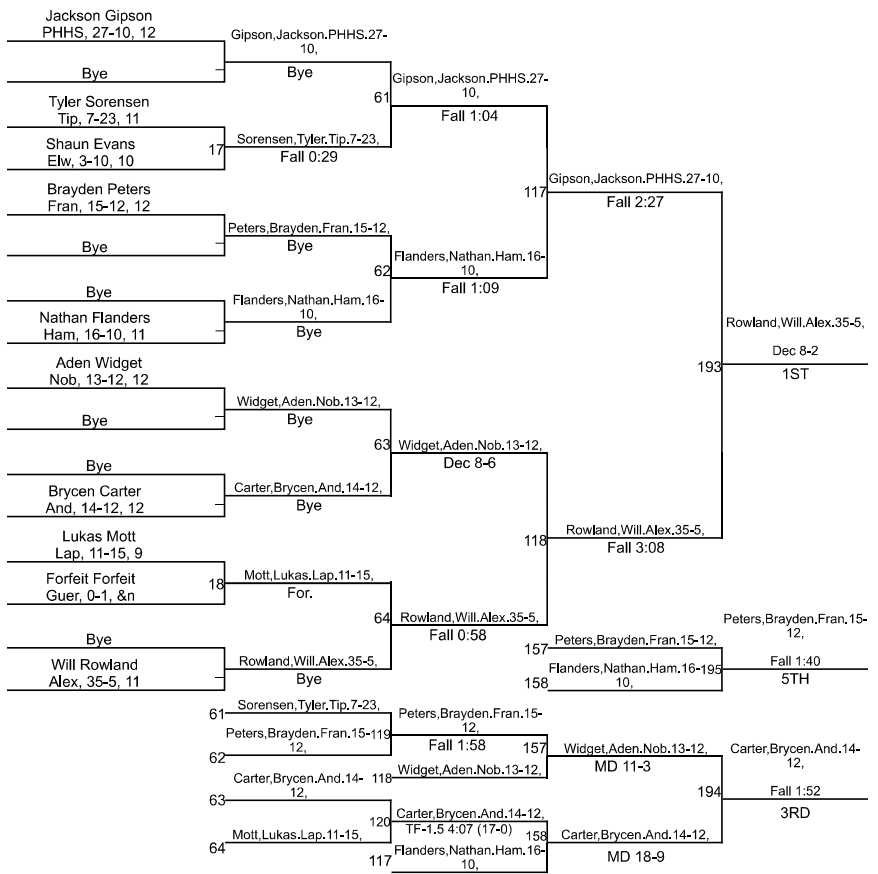 Jackson Gipson
PHHS, 27-10, 12
Bye
Tyler Sorensen
Tip, 7-23, 11
Shaun Evans
Elw, 3-10, 10
Brayden Peters
Fran, 15-12, 12
Bye
Bye
Nathan Flanders
Ham, 16-10, 11
Aden Widget
Nob, 13-12, 12
Bye
Bye
Brycen Carter
And, 14-12, 12
Lukas Mott
Lap, 11-15, 9
Forfeit Forfeit
Guer, 0-1, &n
Bye
Will Rowland
Alex, 35-5, 11
Gipson,Jackson.PHHS.27-
10,
Bye
17
Sorensen,Tyler.Tip.7-23,
Fall 0:29
Peters,Brayden.Fran.15-12,
Bye
Flanders,Nathan.Ham.16-
10,
Bye
Widget,Aden.Nob.13-12,
Bye
Carter,Brycen.And.14-12,
Bye
18
Mott,Lukas.Lap.11-15,
For.
Rowland,Will.Alex.35-5,
Bye
61
Gipson,Jackson.PHHS.27-
10,
Fall 1:04
62
Flanders,Nathan.Ham.16-
10,
Fall 1:09
63
Widget,Aden.Nob.13-12,
Dec 8-6
64
Rowland,Will.Alex.35-5,
Fall 0:58
117
Gipson,Jackson.PHHS.27-10,
Fall 2:27
118
Rowland,Will.Alex.35-5,
Fall 3:08
193
Rowland,Will.Alex.35-5,
Dec 8-2
1ST
157
Peters,Brayden.Fran.15-12,
158
Flanders,Nathan.Ham.16-
10,
195
Peters,Brayden.Fran.15-
12,
Fall 1:40
5TH
61
Sorensen,Tyler.Tip.7-23,
62
Peters,Brayden.Fran.15-
12,
63
Carter,Brycen.And.14-
12,
64
Mott,Lukas.Lap.11-15,
119
Peters,Brayden.Fran.15-
12,
Fall 1:58
118
Widget,Aden.Nob.13-12,
120
Carter,Brycen.And.14-12,
TF-1.5 4:07 (17-0)
117
Flanders,Nathan.Ham.16-
10,
157
Widget,Aden.Nob.13-12,
MD 11-3
158
Carter,Brycen.And.14-12,
MD 18-9
194
Carter,Brycen.And.14-
12,
Fall 1:52
3RD